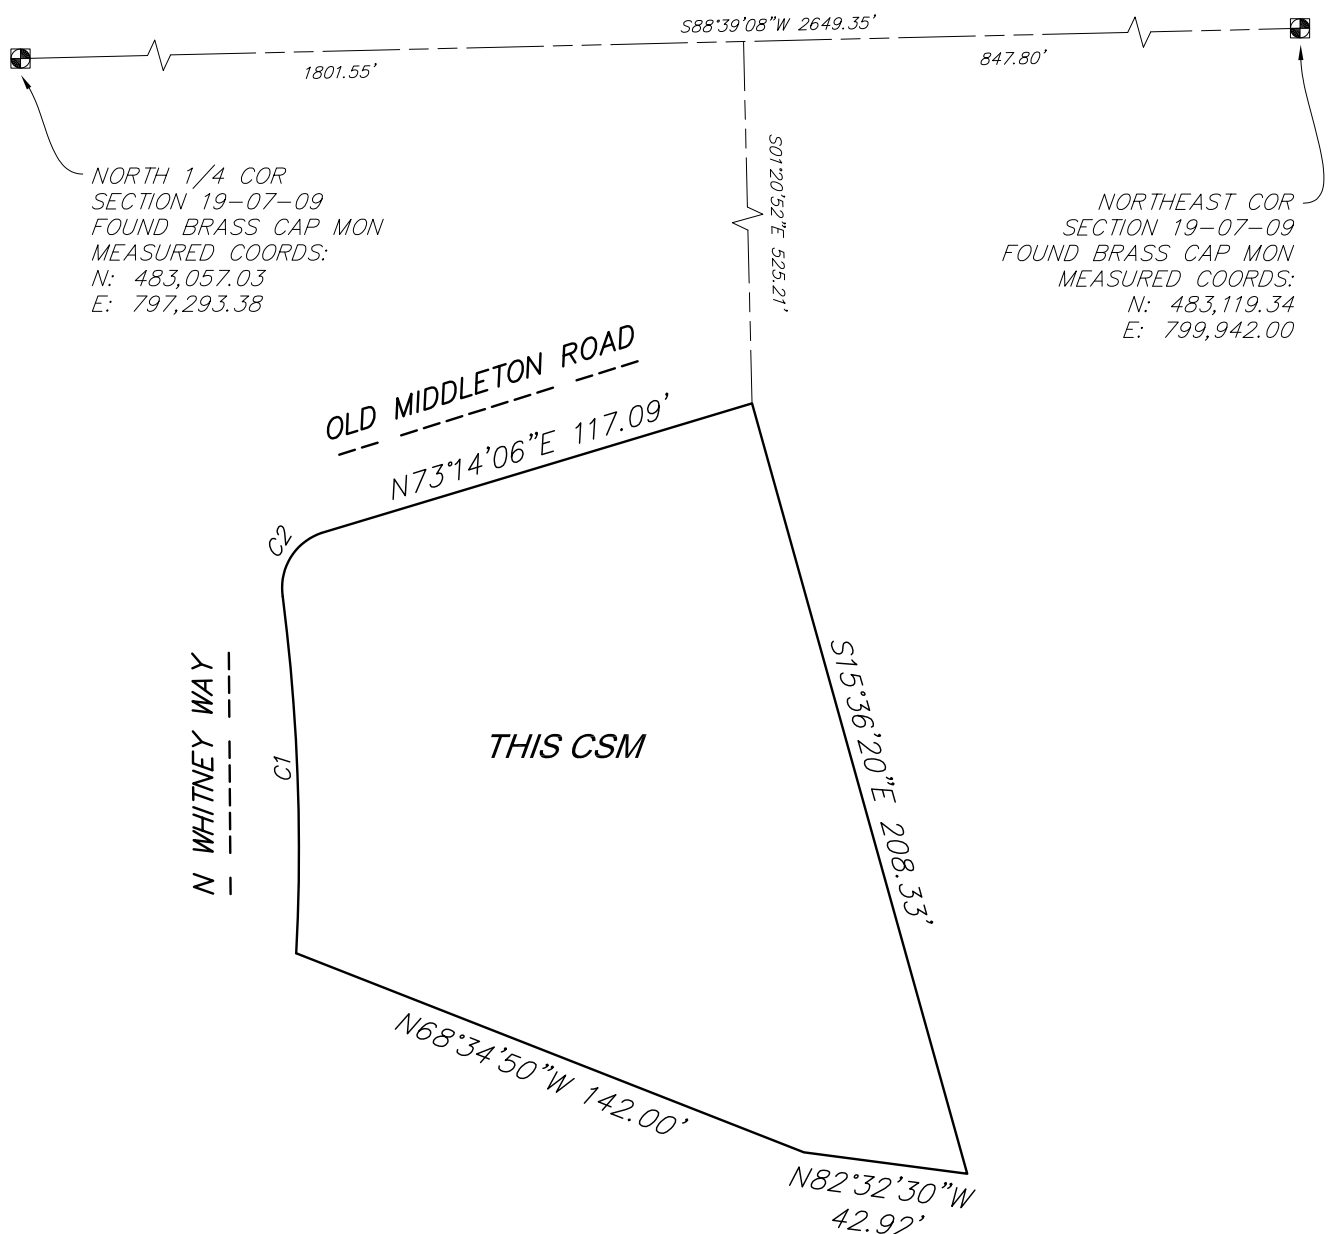 S88°39'08"W 2649.35'
1801.55'
847.80'
S01°20'52"E 525.21'
NORTH 1/4 COR
SECTION 19-07-09
FOUND BRASS CAP MON
MEASURED COORDS:
N: 483,057.03
E: 797,293.38
NORTHEAST COR
SECTION 19-07-09
FOUND BRASS CAP MON
MEASURED COORDS:
N: 483,119.34
E: 799,942.00
OLD MIDDLETON ROAD
N73°14'06"E 117.09'
C2
N WHITNEY WAY
C1
THIS CSM
S15°36'20"E 208.33'
N68°34'50"W 142.00'
N82°32'30"W
42.92'